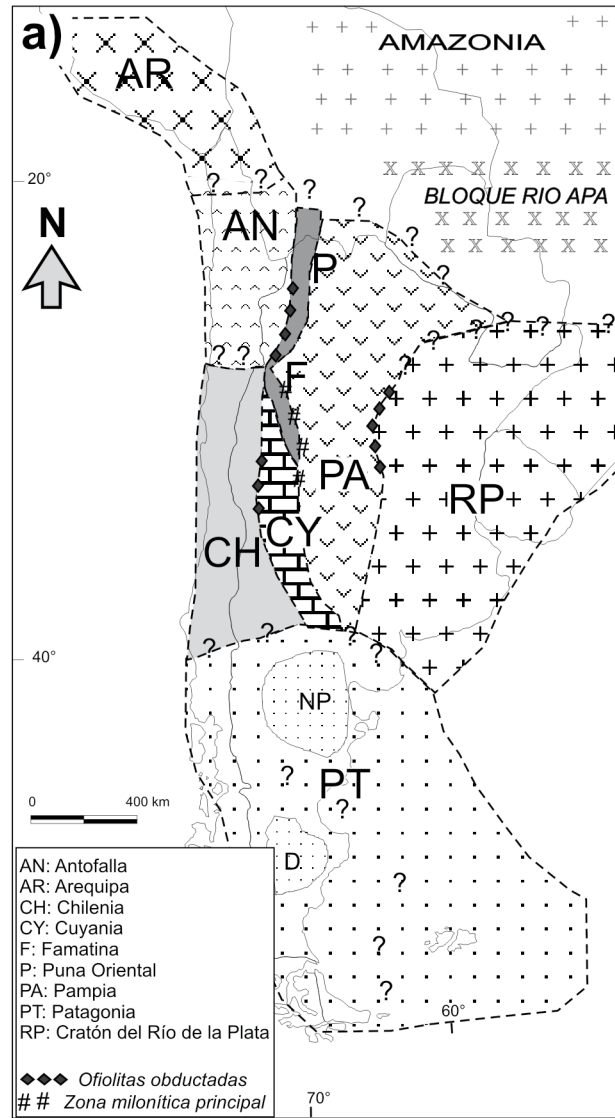 a)
AMAZONIA
AR
20°
? ? ?
BLOQUE RIO APA
N
AN
?
?
P
?
? ? ? ?
? ?
F
?
# # # #
PA
RP
CY
CH
? ? ? ?
40°
NP
PT
?
?
0 400 km
D
?
?
?
60°
70°
AN: Antofalla
AR: Arequipa
CH: Chilenia
CY: Cuyania
F: Famatina
P: Puna Oriental
PA: Pampia
PT: Patagonia
RP: Cratón del Río de la Plata
Ofiolitas obductadas
# # Zona milonítica principal